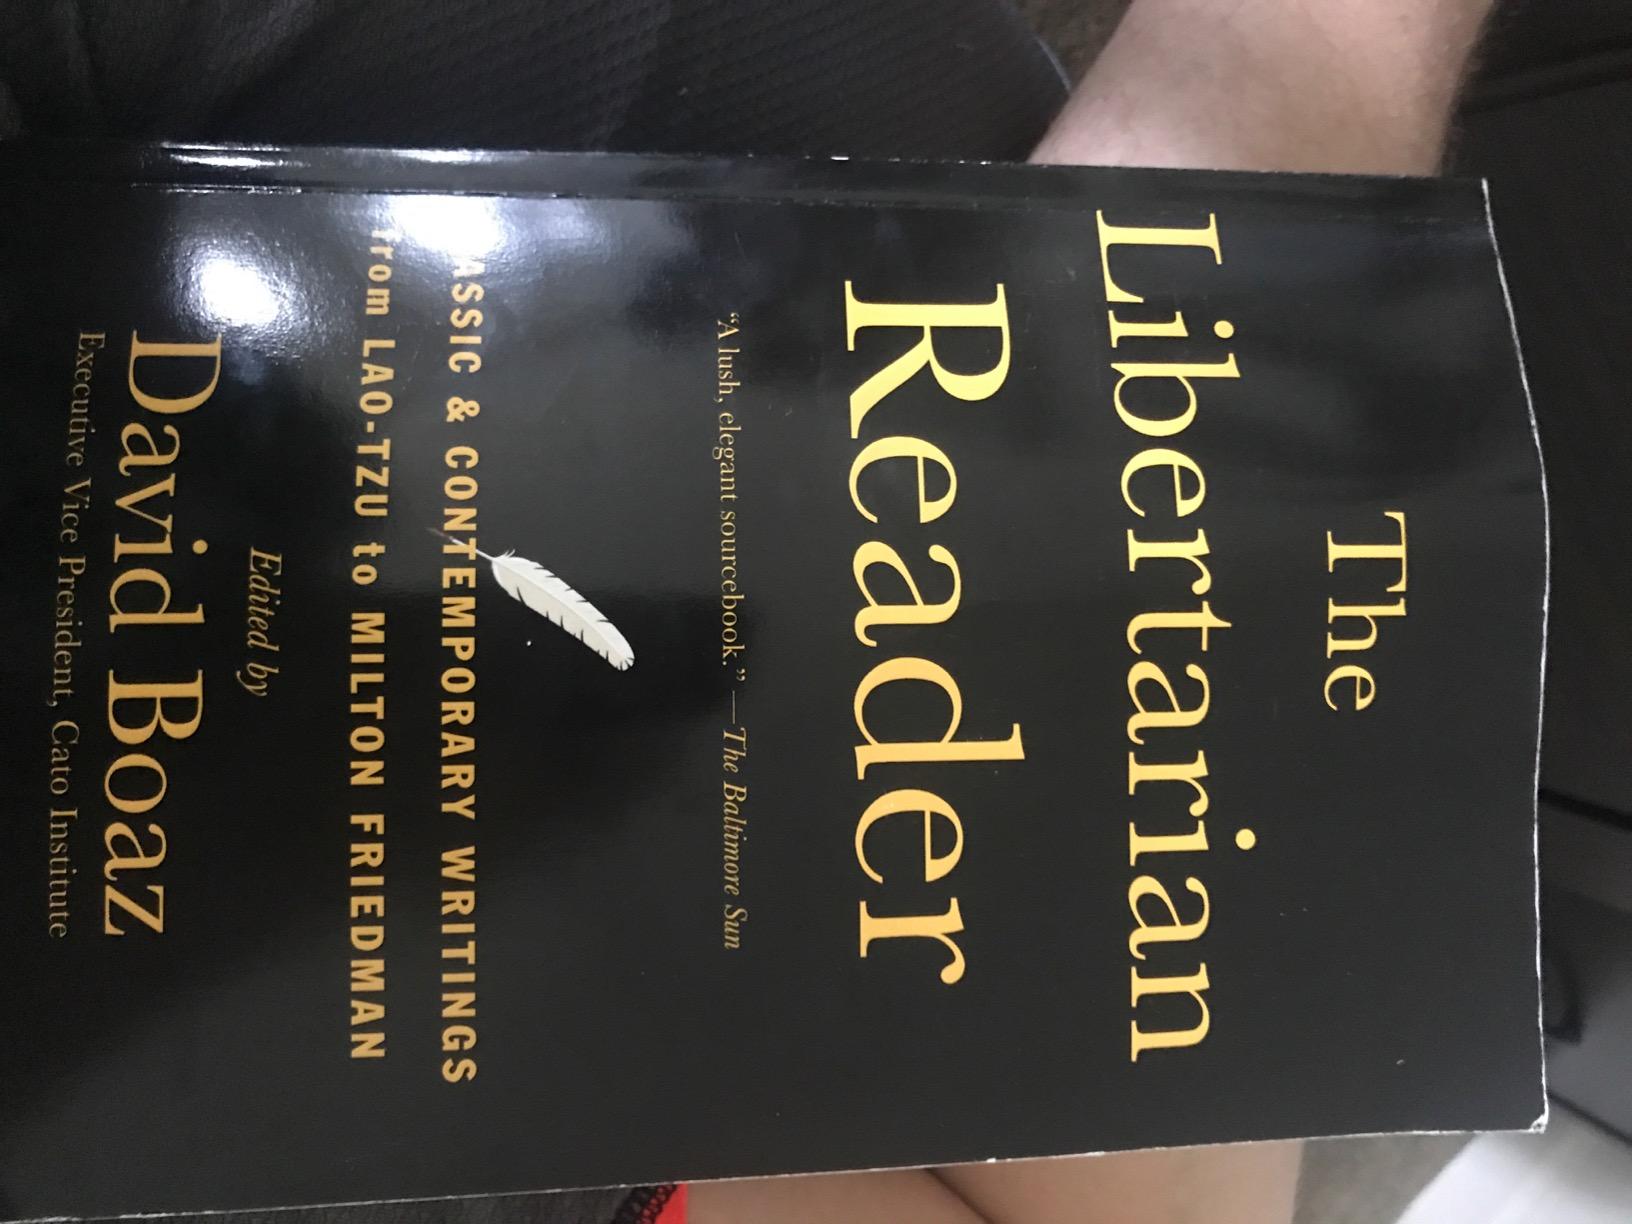 The
Libertarian
Reader
“A lush, elegant sourcebook.” —The Baltimore Sun
ASSIC & CONTEMPORARY WRITINGS
from LAO-TZU to MILTON FRIEDMAN
Edited by
David Boaz
Executive Vice President, Cato Institute